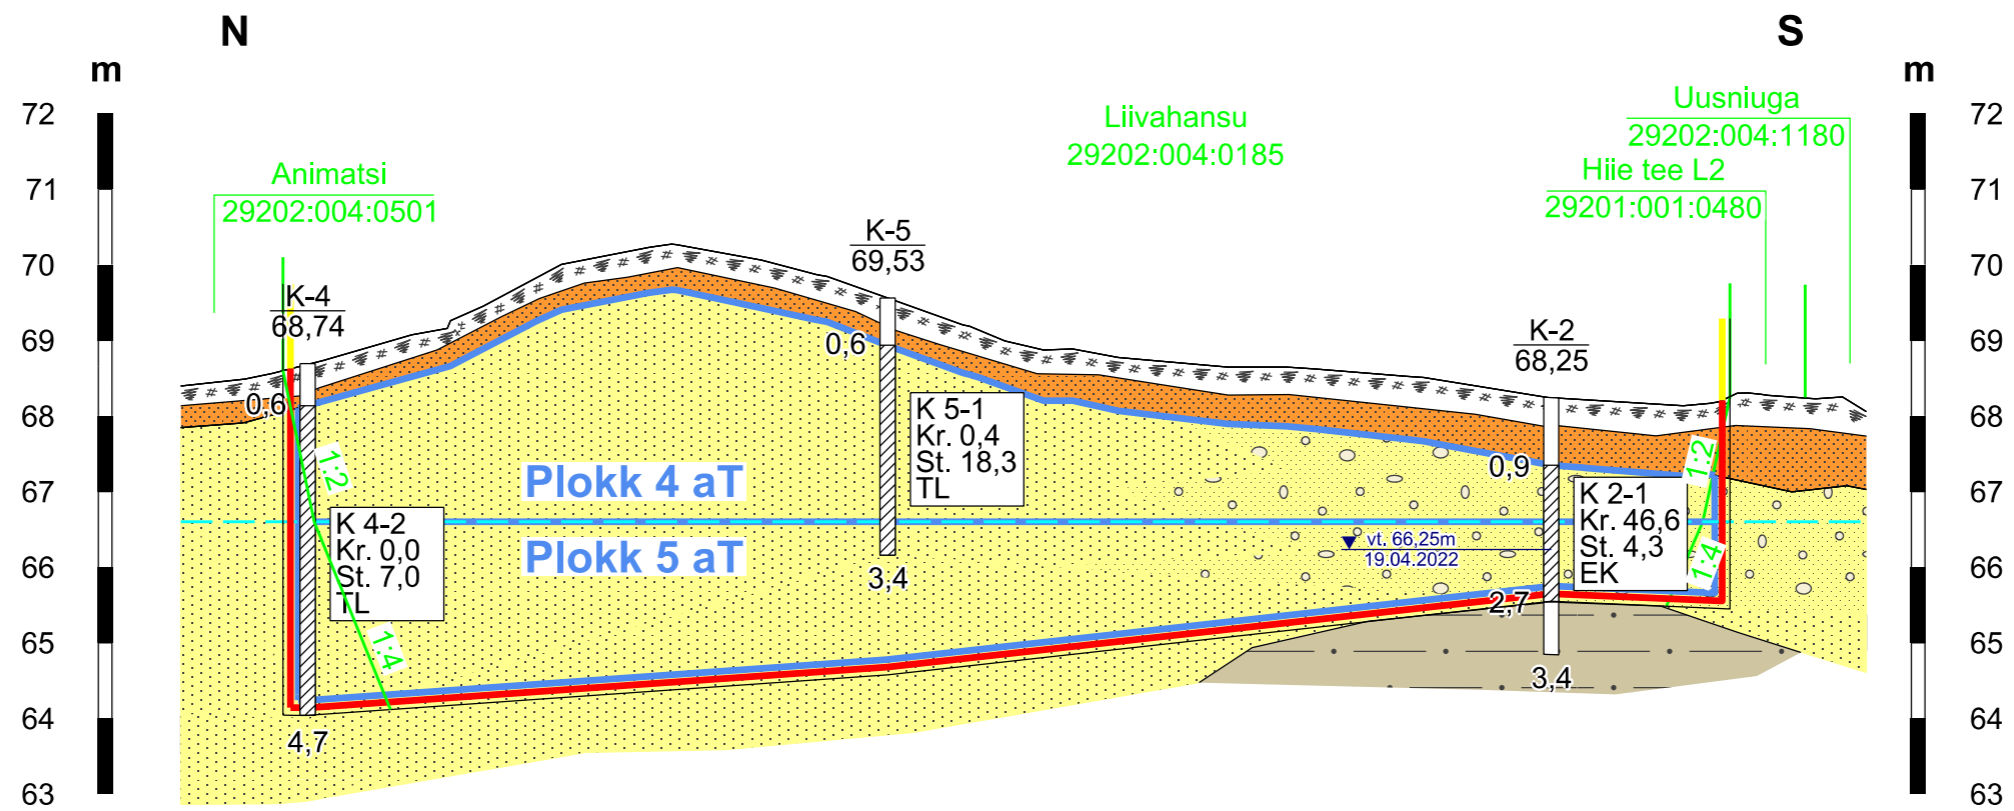 N
S
m
m
72
71
70
69
68
67
66
65
64
63
72
71
70
69
68
67
66
65
64
63
Animatsi
29202:004:0501
Liivahansu
29202:004:0185
Uusniuga
29202:004:1180
Hiie tee L2
29201:001:0480
K-4
68,74
K-5
69,53
K-2
68,25
0,6
0,6
0,9
1:2
1:2
K 5-1
Kr. 0,4
St. 18,3
TL
Plokk 4 aT
Plokk 5 aT
K 4-2
Kr. 0,0
St. 7,0
TL
K 2-1
Kr. 46,6
St. 4,3
EK
vt. 66,25m
19.04.2022
1:4
1:4
3,4
2,7
3,4
4,7